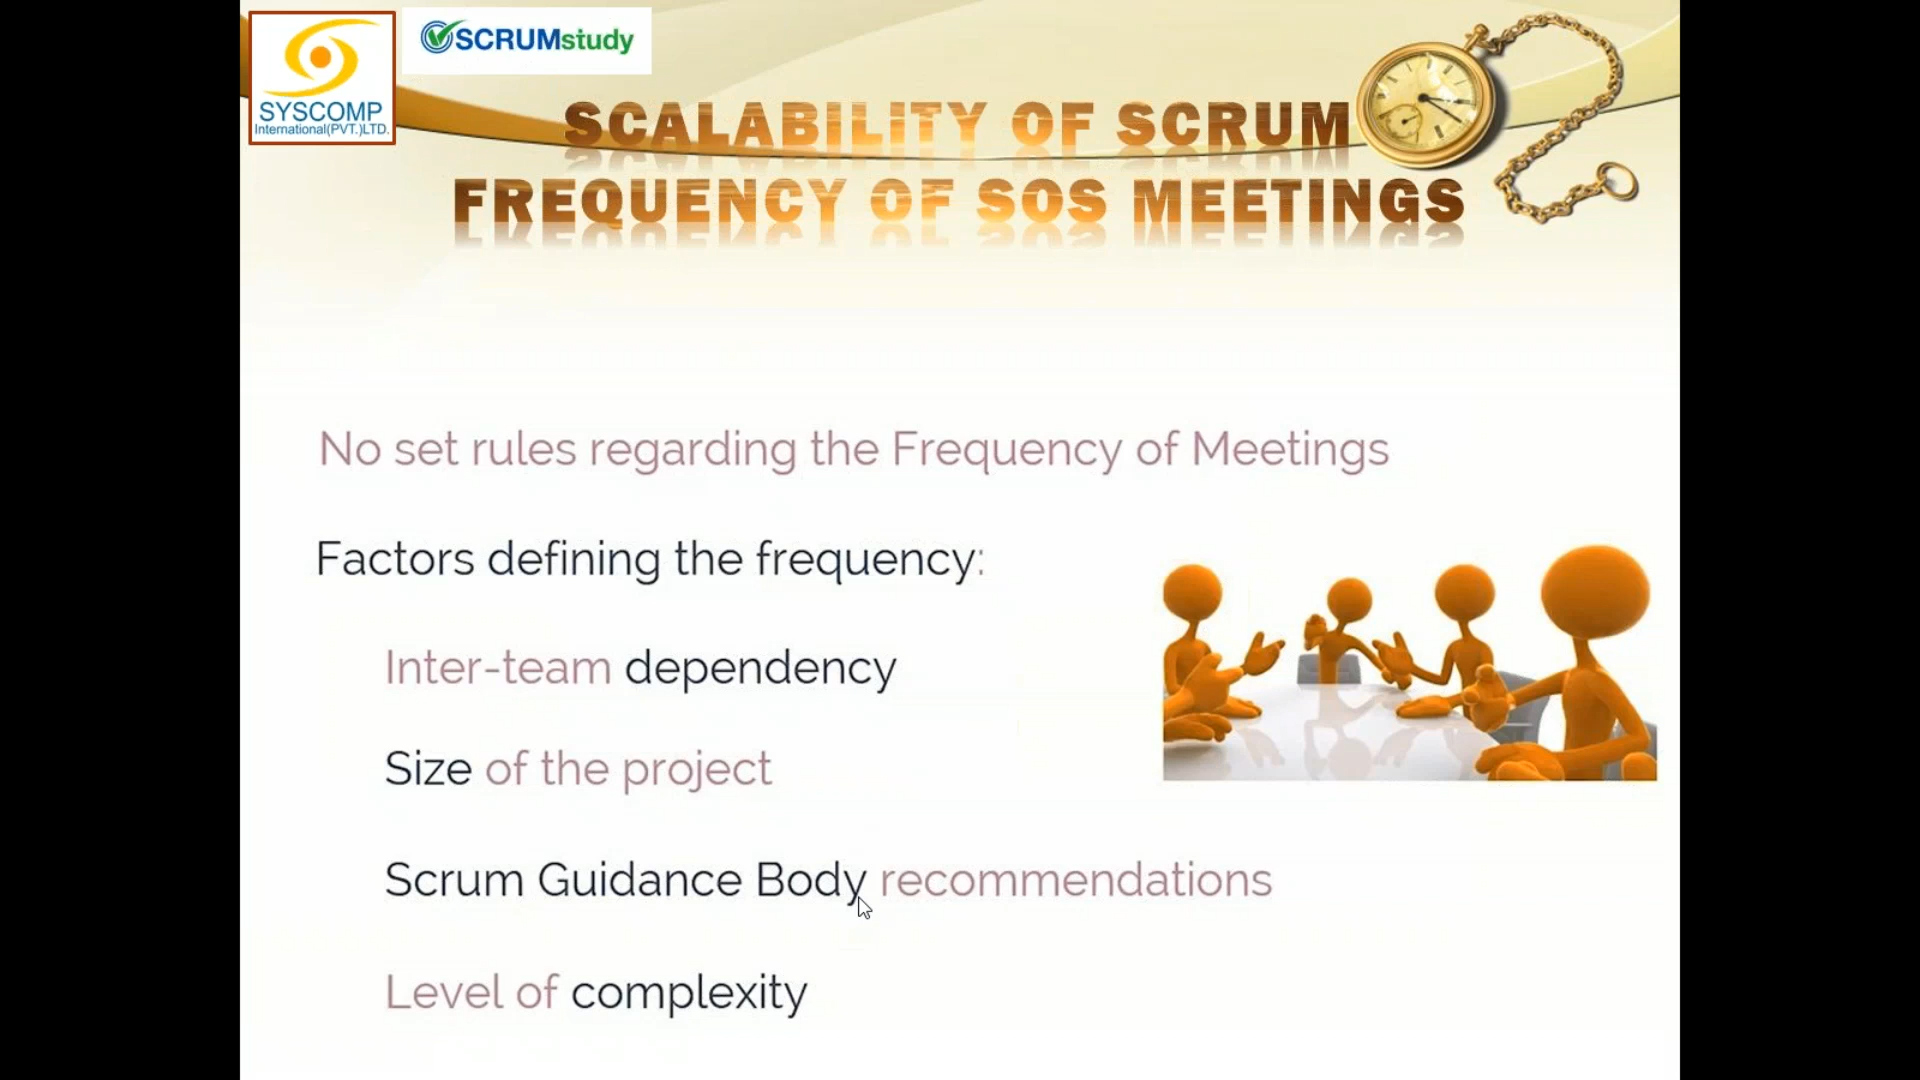 SYSCOMP
International(PVT.)LTD.
SCRUMstudy
SCALABILITY OF SCRUM
FREQUENCY OF SOS MEETINGS
No set rules regarding the Frequency of Meetings
Factors defining the frequency:
Inter-team dependency
Size of the project
Scrum Guidance Body recommendations
Level of complexity